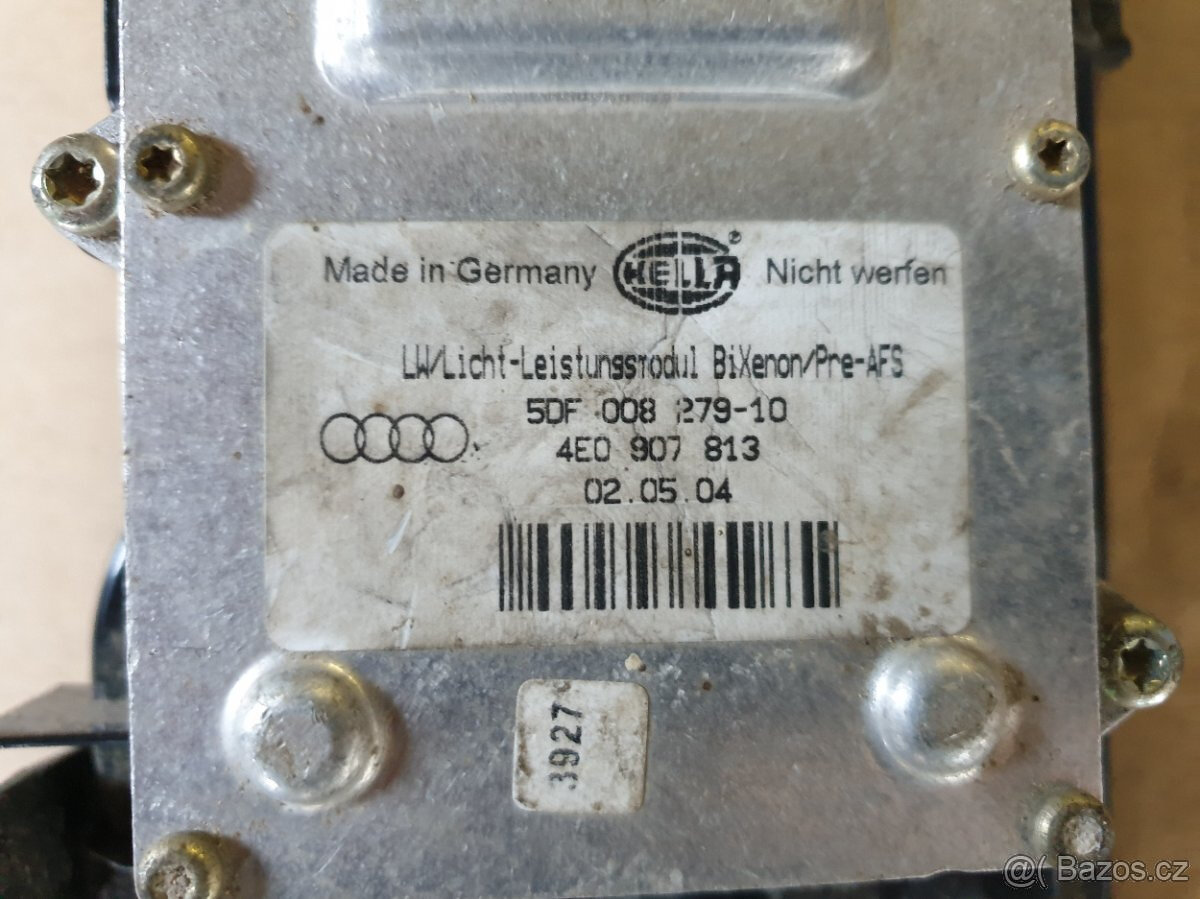 Made in Germany HELLA® Nicht werfen
LW/Licht-Leistungsmodul BiXenon/Pre-AFS
5DF 008 279-10
4E0 907 813
02.05.04
3927
@( Bazos.cz